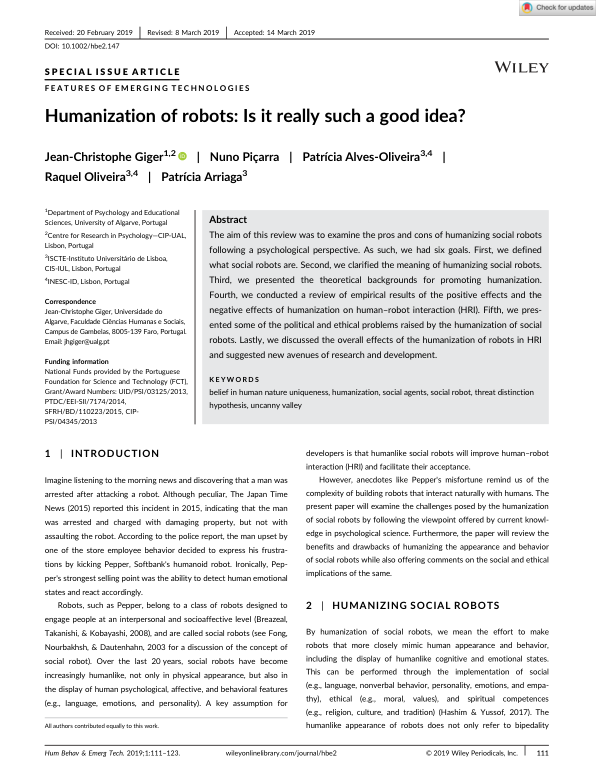 Check for updates
Received: 20 February 2019 | Revised: 8 March 2019 | Accepted: 14 March 2019
DOI: 10.1002/hbe2.147
SPECIAL ISSUE ARTICLE
WILEY
FEATURES OF EMERGING TECHNOLOGIES
Humanization of robots: Is it really such a good idea?
Jean-Christophe Giger1,2 | Nuno Piçarra | Patrícia Alves-Oliveira3,4 |
Raquel Oliveira3,4 | Patrícia Arriaga3
1Department of Psychology and Educational
Sciences, University of Algarve, Portugal
2Centre for Research in Psychology—CIP-UAL,
Lisbon, Portugal
3ISCTE-Instituto Universitário de Lisboa,
CIS-IUL, Lisbon, Portugal
4INESC-ID, Lisbon, Portugal
Correspondence
Jean-Christophe Giger, Universidade do
Algarve, Faculdade Ciências Humanas e Sociais,
Campus de Gambelas, 8005-139 Faro, Portugal.
Email: jhgiger@ualg.pt
Funding information
National Funds provided by the Portuguese
Foundation for Science and Technology (FCT),
Grant/Award Numbers: UID/PSI/03125/2013,
PTDC/EEI-SII/7174/2014,
SFRH/BD/110223/2015, CIP-
PSI/04345/2013
Abstract
The aim of this review was to examine the pros and cons of humanizing social robots
following a psychological perspective. As such, we had six goals. First, we defined
what social robots are. Second, we clarified the meaning of humanizing social robots.
Third, we presented the theoretical backgrounds for promoting humanization.
Fourth, we conducted a review of empirical results of the positive effects and the
negative effects of humanization on human–robot interaction (HRI). Fifth, we pres-
ented some of the political and ethical problems raised by the humanization of social
robots. Lastly, we discussed the overall effects of the humanization of robots in HRI
and suggested new avenues of research and development.
KEYWORDS
belief in human nature uniqueness, humanization, social agents, social robot, threat distinction
hypothesis, uncanny valley
1 | INTRODUCTION
Imagine listening to the morning news and discovering that a man was
arrested after attacking a robot. Although peculiar, The Japan Time
News (2015) reported this incident in 2015, indicating that the man
was arrested and charged with damaging property, but not with
assaulting the robot. According to the police report, the man upset by
one of the store employee behavior decided to express his frustra-
tions by kicking Pepper, Softbank's humanoid robot. Ironically, Pep-
per's strongest selling point was the ability to detect human emotional
states and react accordingly.
Robots, such as Pepper, belong to a class of robots designed to
engage people at an interpersonal and socioaffective level (Breazeal,
Takanishi, & Kobayashi, 2008), and are called social robots (see Fong,
Nourbakhsh, & Dautenhahn, 2003 for a discussion of the concept of
social robot). Over the last 20 years, social robots have become
increasingly humanlike, not only in physical appearance, but also in
the display of human psychological, affective, and behavioral features
(e.g., language, emotions, and personality). A key assumption for
All authors contributed equally to this work.
developers is that humanlike social robots will improve human–robot
interaction (HRI) and facilitate their acceptance.
However, anecdotes like Pepper's misfortune remind us of the
complexity of building robots that interact naturally with humans. The
present paper will examine the challenges posed by the humanization
of social robots by following the viewpoint offered by current knowl-
edge in psychological science. Furthermore, the paper will review the
benefits and drawbacks of humanizing the appearance and behavior
of social robots while also offering comments on the social and ethical
implications of the same.
2 | HUMANIZING SOCIAL ROBOTS
By humanization of social robots, we mean the effort to make
robots that more closely mimic human appearance and behavior,
including the display of humanlike cognitive and emotional states.
This can be performed through the implementation of social
(e.g., language, nonverbal behavior, personality, emotions, and empa-
thy), ethical (e.g., moral, values), and spiritual competences
(e.g., religion, culture, and tradition) (Hashim & Yussof, 2017). The
humanlike appearance of robots does not only refer to bipedality
Hum Behav & Emerg Tech. 2019;1:111–123.
wileyonlinelibrary.com/journal/hbe2
© 2019 Wiley Periodicals, Inc. | 111